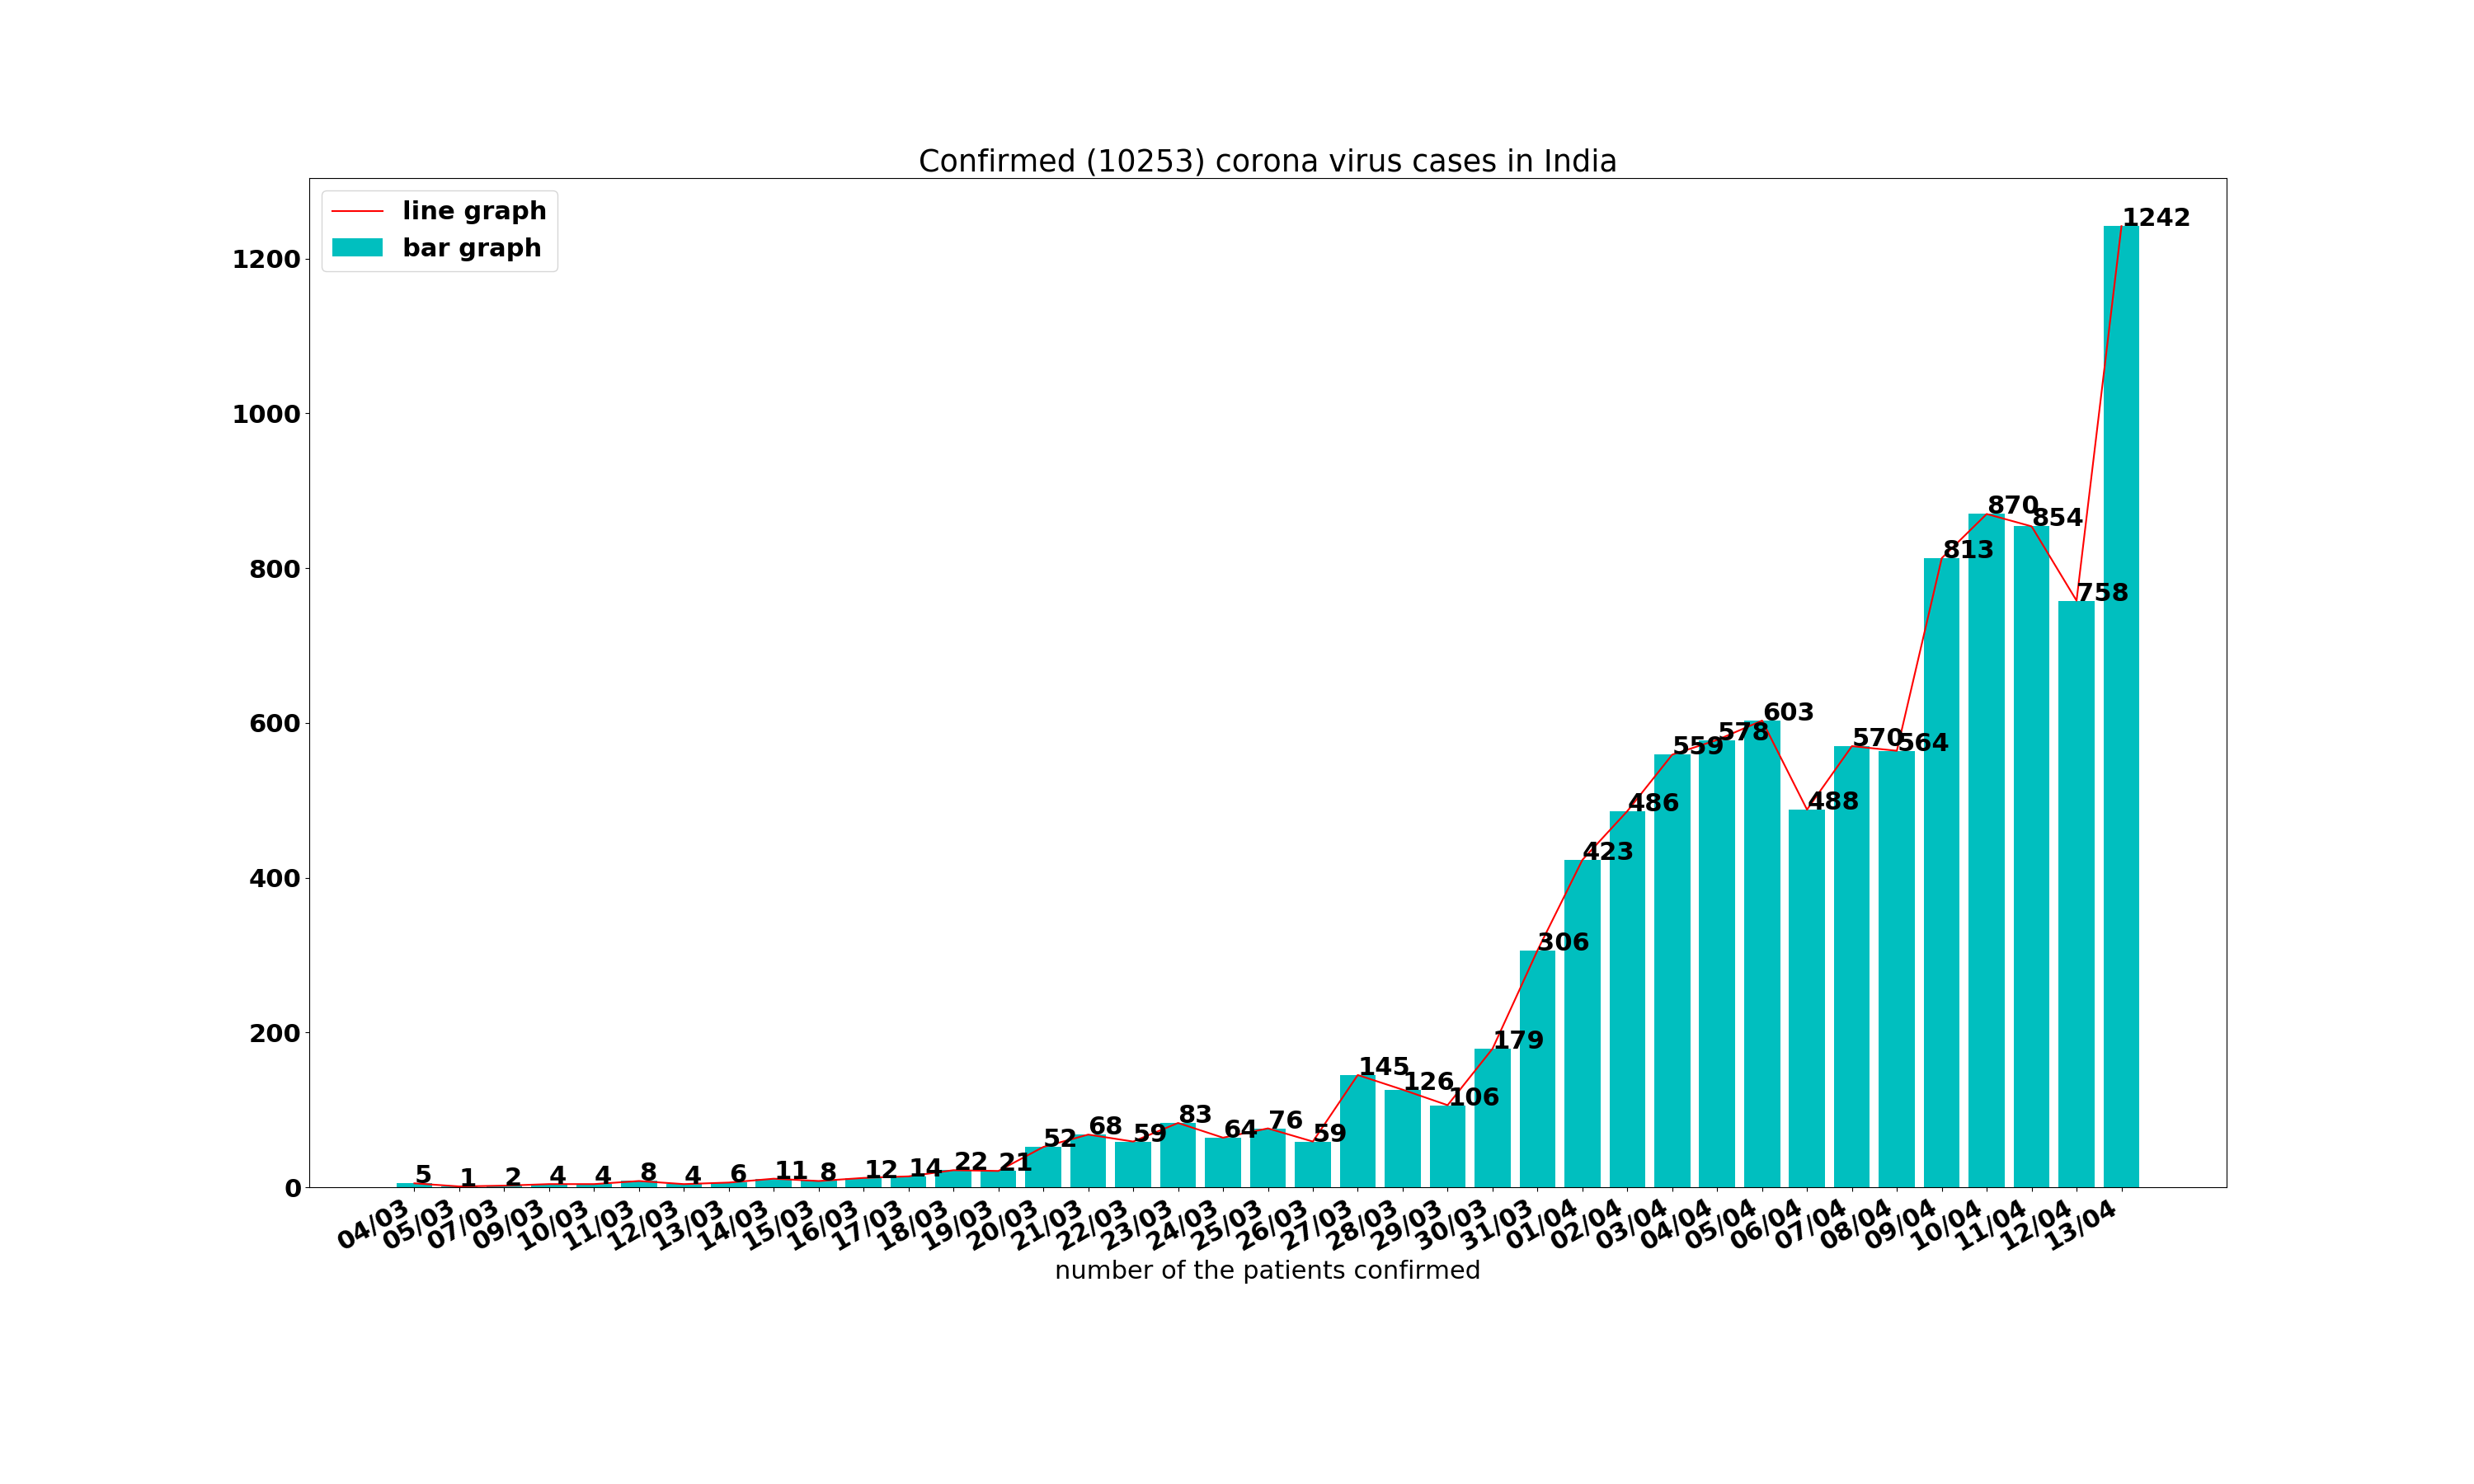 Confirmed (10253) corona virus cases in India
line graph
bar graph
1200
1000
800
600
400
200
0
5 1 2 4 4 8 4 6 11 8 12 14 22 21 52 68 59 83 64 76 59 145 126 106 179 306 423 486 559 578 603 488 570 564 813 870 854 758 1242
04/03 05/03 07/03 09/03 10/03 11/03 12/03 13/03 14/03 15/03 16/03 17/03 18/03 19/03 20/03 21/03 22/03 23/03 24/03 25/03 26/03 27/03 28/03 29/03 30/03 31/03 01/04 02/04 03/04 04/04 05/04 06/04 07/04 08/04 09/04 10/04 11/04 12/04 13/04
number of the patients confirmed